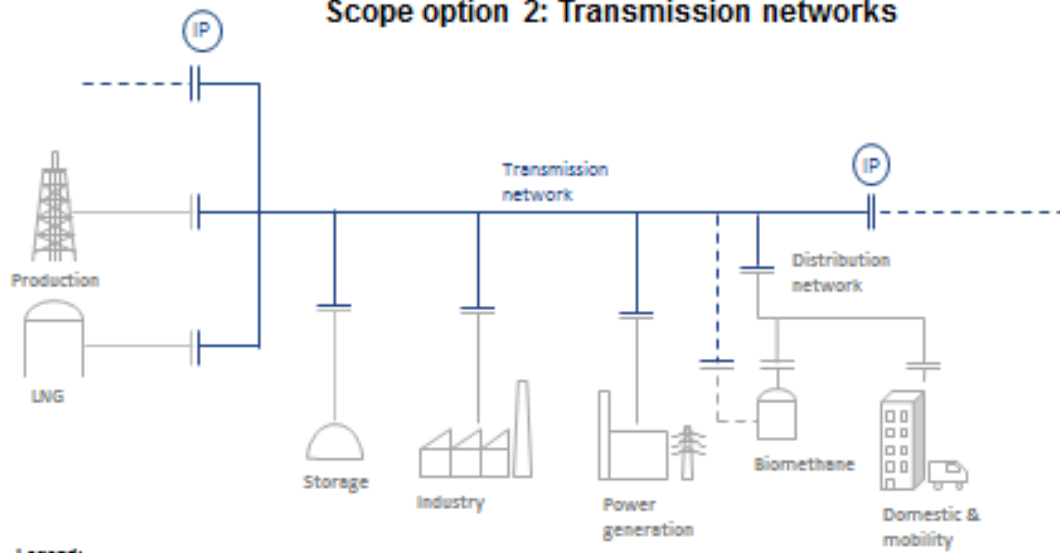 Scope option 2: Transmission networks
IP
Transmission
network
IP
Production
Distribution
network
LNG
Storage
Industry
Power
generation
Biomethane
Domestic &
mobility
Legend: